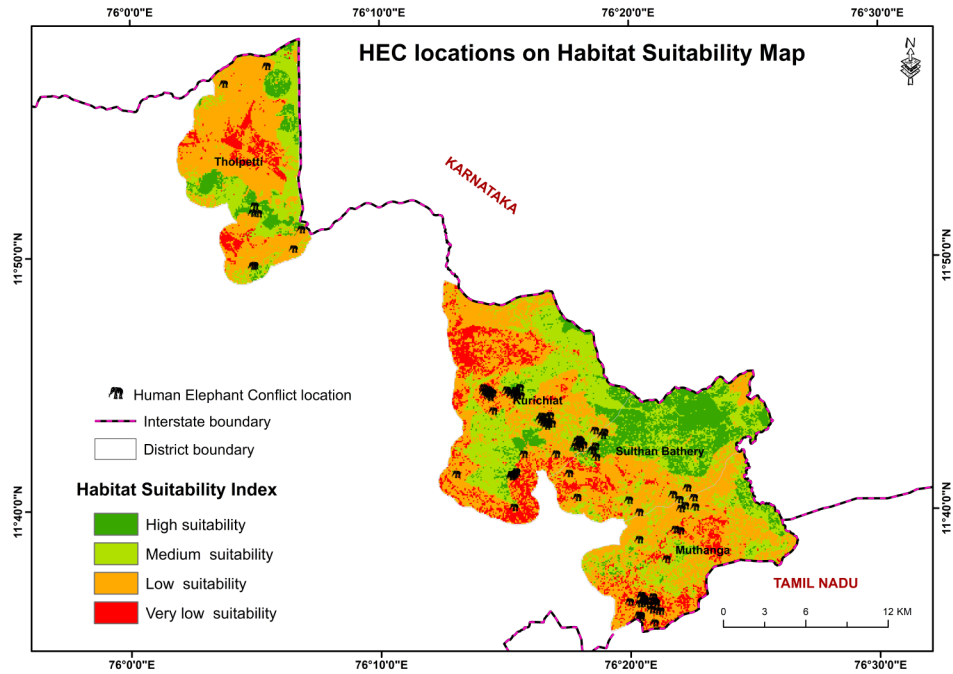 76°0'0"E 76°10'0"E 76°20'0"E 76°30'0"E
HEC locations on Habitat Suitability Map
N
Tholpetti
KARNATAKA
11°50'0"N 11°50'0"N
Human Elephant Conflict location
Interstate boundary
District boundary
Kurichiat
Sulthan Bathery
Habitat Suitability Index
High suitability
Medium suitability
Low suitability
Very low suitability
11°40'0"N 11°40'0"N
Muthanga
TAMIL NADU
0 3 6 12 KM
76°0'0"E 76°10'0"E 76°20'0"E 76°30'0"E